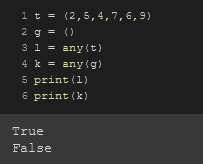 1 t = (2,5,4,7,6,9)
2 g = ()
3 l = any(t)
4 k = any(g)
5 print(l)
6 print(k)
True
False